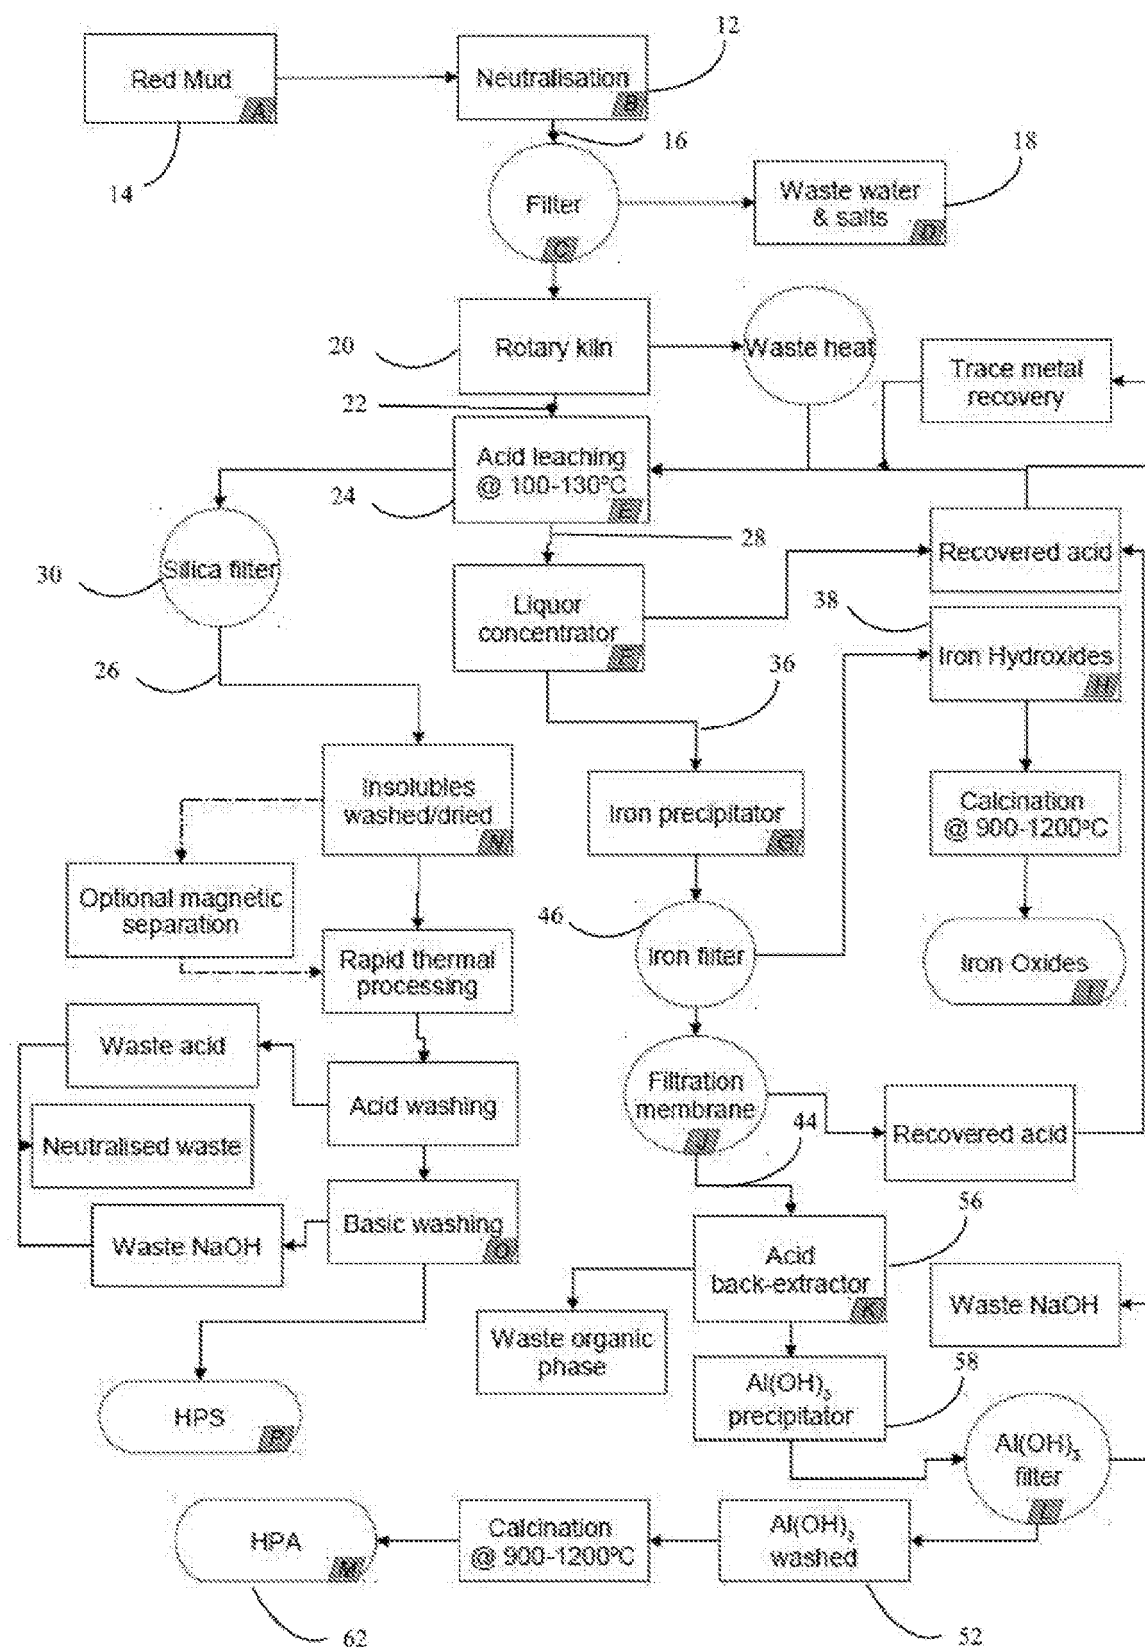 12
Red Mud
A
Neutralisation
B
14
16
18
Filter
C
Waste water
& salts
D
20
Rotary kiln
Waste heat
Trace metal
recovery
22
Acid leaching
@ 100-130°C
E
24
28
Recovered acid
30
Silica filter
Liquor
concentrator
F
38
Iron Hydroxides
H
26
36
Insolubles
washed/dried
N
Iron precipitator
G
Calcination
@ 900-1200°C
Optional magnetic
separation
46
Iron filter
Iron Oxides
I
Rapid thermal
processing
Waste acid
Acid washing
Filtration
membrane
J
Recovered acid
44
Neutralised waste
Basic washing
O
Waste NaOH
56
Acid
back-extractor
K
Waste NaOH
Waste organic
phase
58
Al(OH)3
precipitator
HPS
P
Al(OH)3
filter
L
HPA
M
Calcination
@ 900-1200°C
Al(OH)3
washed
62
52